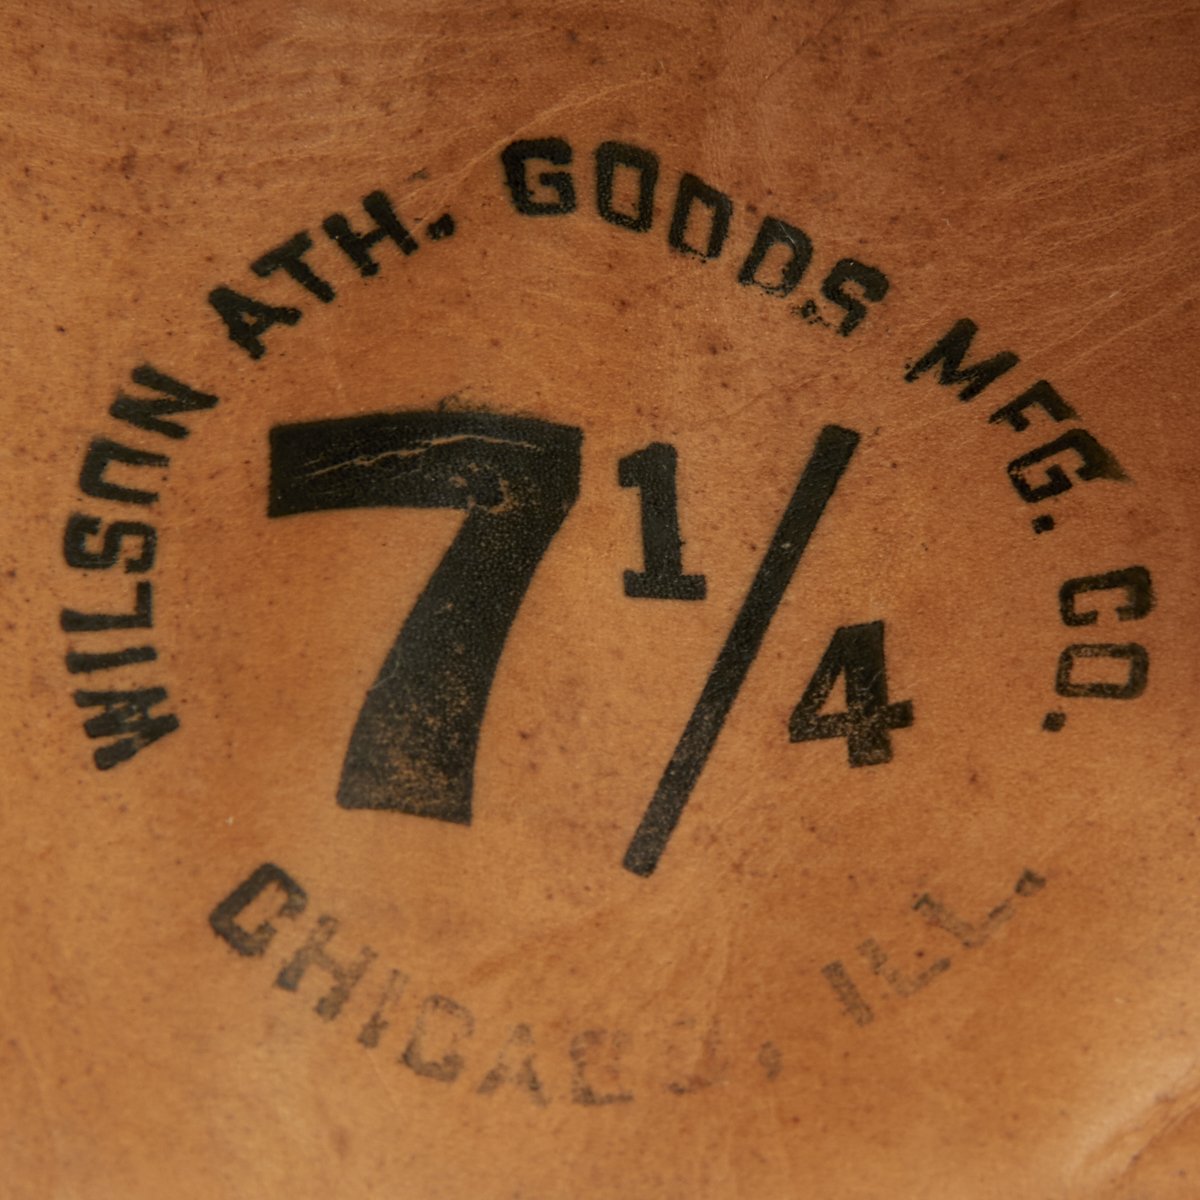 WILSON ATH. GOODS MFG. CO.
7 1/4
CHICAGO, ILL.